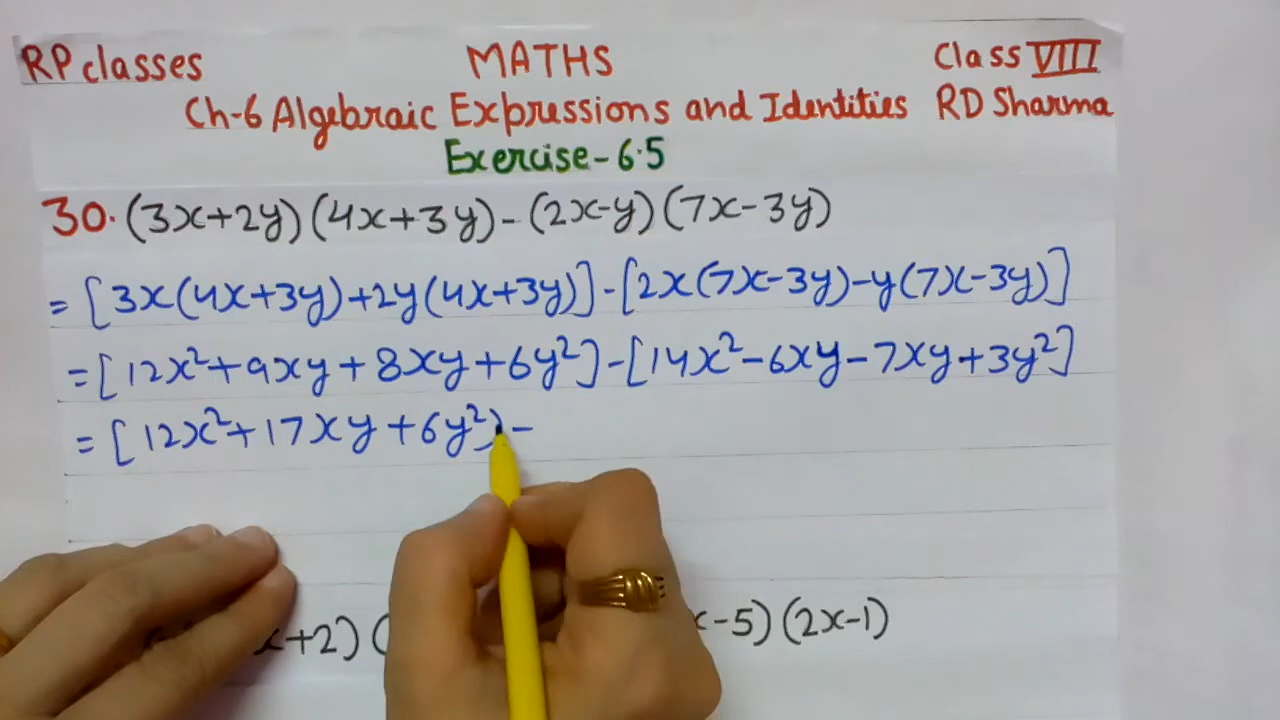 RP classes MATHS Class VIII
Ch-6 Algebraic Expressions and Identities RD Sharma
Exercise-6.5
30. (3x+2y)(4x+3y)-(2x-y)(7x-3y)
= [3x(4x+3y)+2y(4x+3y)]-[2x(7x-3y)-y(7x-3y)]
= [12x²+9xy+8xy+6y²]-[14x²-6xy-7xy+3y²]
= [12x²+17xy+6y²)-
x+2)( -5)(2x-1)